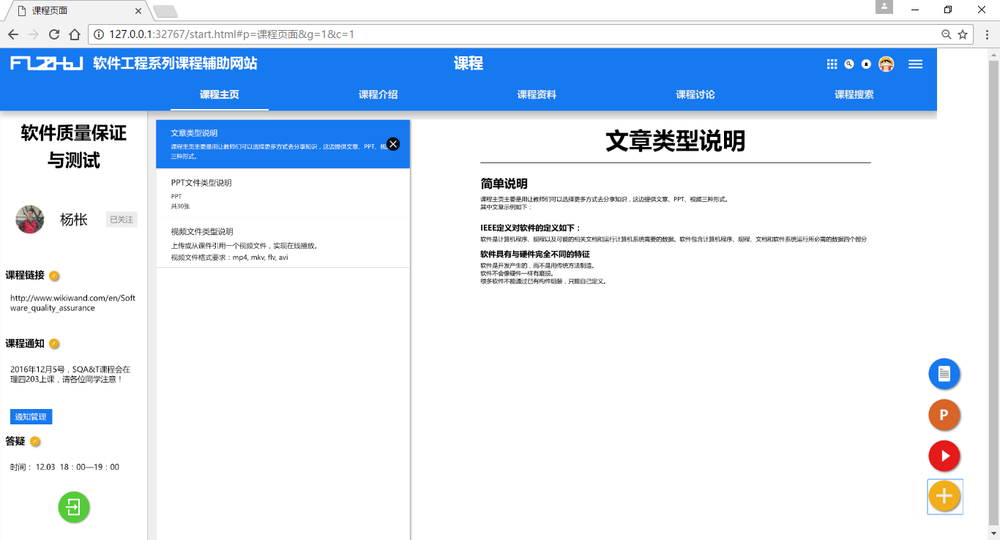 课程页面
127.0.0.1:32767/start.html#p=课程页面&g=1&c=1
软件工程系列课程辅助网站
课程
课程主页
课程介绍
课程资料
课程讨论
课程搜索
软件质量保证
与测试
杨枨
已关注
课程链接
http://www.wikiwand.com/en/Soft
ware_quality_assurance
课程通知
2016年12月5号，SQA&T课程会在
理四203上课，请各位同学注意！
通知管理
答疑
时间： 12.03 18：00—19：00
文章类型说明
课程主页主要是用让教师们可以选择更多方式去分享知识，这边提供文章、PPT、视
三种形式。
PPT文件类型说明
PPT
共30张
视频文件类型说明
上传或从课件引用一个视频文件，实现在线播放。
视频文件格式要求：mp4, mkv, flv, avi
文章类型说明
简单说明
课程主页主要是用让教师们可以选择更多方式去分享知识，这边提供文章、PPT、视频三种形式。
其中文章示例如下：
IEEE定义对软件的定义如下：
软件是计算机程序、规程以及可能的相关文档和运行计算机系统需要的数据。软件包含计算机程序、规程、文档和软件系统运行所必需的数据四个部分
软件具有与硬件完全不同的特征
软件是开发产生的，而不是用传统方法制造。
软件不会像硬件一样有磨损。
很多软件不能通过已有构件组装，只能自己定义。
P